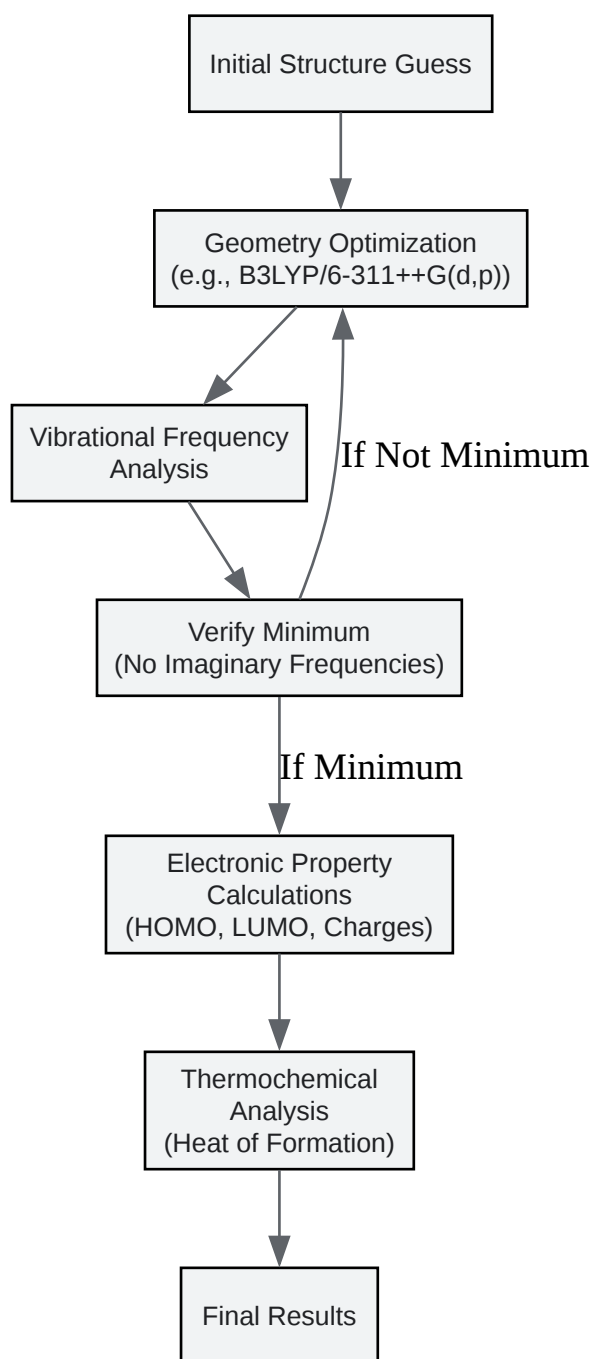 Initial Structure Guess
Geometry Optimization
(e.g., B3LYP/6-311++G(d,p))
Vibrational Frequency
Analysis
If Not Minimum
Verify Minimum
(No Imaginary Frequencies)
If Minimum
Electronic Property
Calculations
(HOMO, LUMO, Charges)
Thermochemical
Analysis
(Heat of Formation)
Final Results